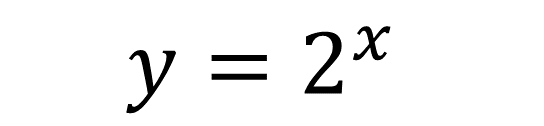 y = 2^x